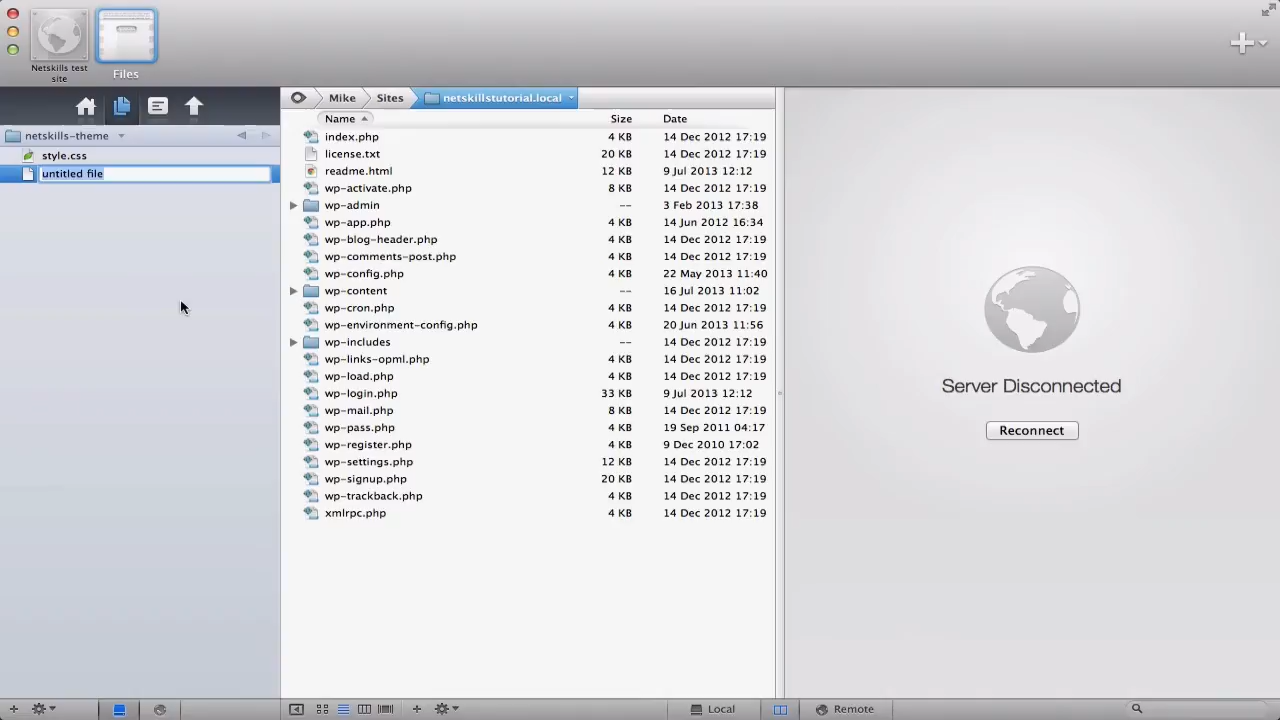 Netskills test
site
Files
netskills-theme
style.css
untitled file
Mike Sites netskillstutorial.local
Name Size Date
index.php 4 KB 14 Dec 2012 17:19
license.txt 20 KB 14 Dec 2012 17:19
readme.html 12 KB 9 Jul 2013 12:12
wp-activate.php 8 KB 14 Dec 2012 17:19
wp-admin -- 3 Feb 2013 17:38
wp-app.php 4 KB 14 Jun 2012 16:34
wp-blog-header.php 4 KB 14 Dec 2012 17:19
wp-comments-post.php 4 KB 14 Dec 2012 17:19
wp-config.php 4 KB 22 May 2013 11:40
wp-content -- 16 Jul 2013 11:02
wp-cron.php 4 KB 14 Dec 2012 17:19
wp-environment-config.php 4 KB 20 Jun 2013 11:56
wp-includes -- 14 Dec 2012 17:19
wp-links-opml.php 4 KB 14 Dec 2012 17:19
wp-load.php 4 KB 14 Dec 2012 17:19
wp-login.php 33 KB 9 Jul 2013 12:12
wp-mail.php 8 KB 14 Dec 2012 17:19
wp-pass.php 4 KB 19 Sep 2011 04:17
wp-register.php 4 KB 9 Dec 2010 17:02
wp-settings.php 12 KB 14 Dec 2012 17:19
wp-signup.php 20 KB 14 Dec 2012 17:19
wp-trackback.php 4 KB 14 Dec 2012 17:19
xmlrpc.php 4 KB 14 Dec 2012 17:19
Server Disconnected
Reconnect
Local Remote